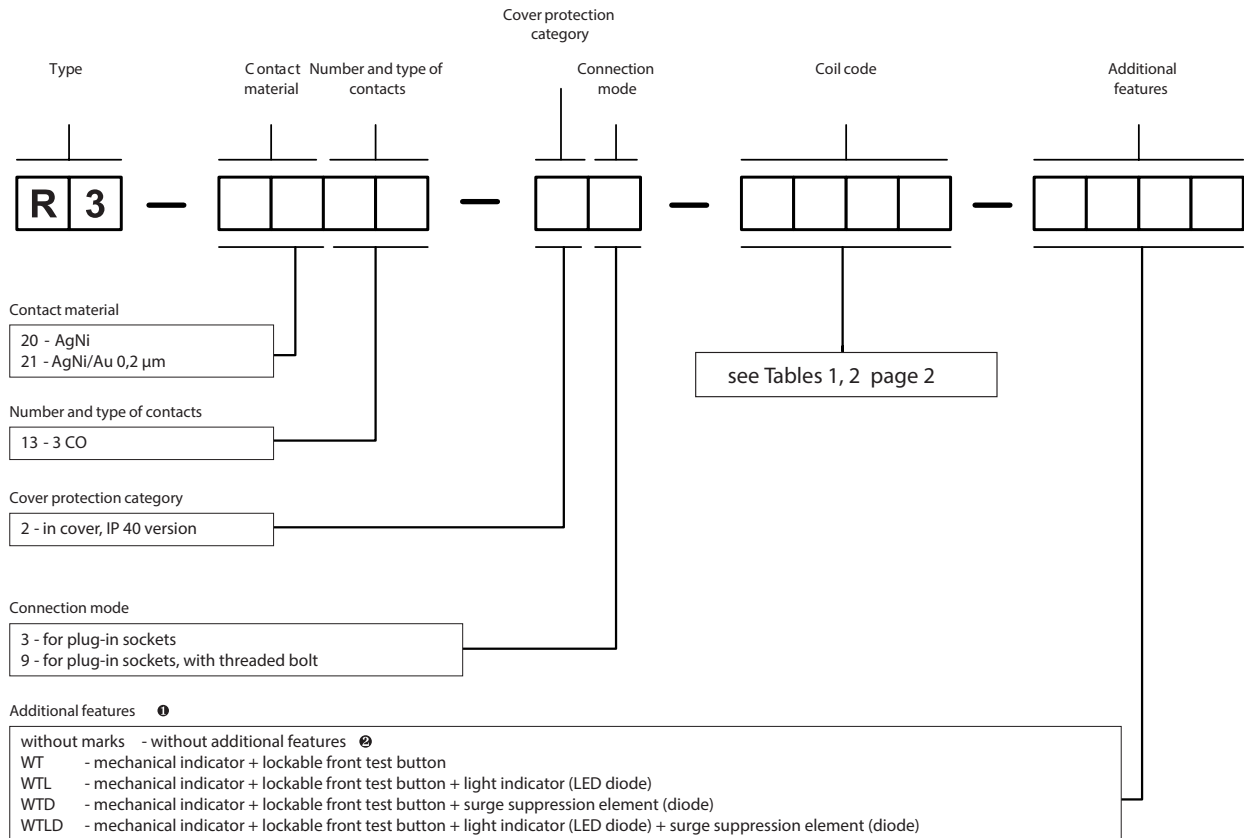 Cover protection
category
Type
Contact
material
Number and type of
contacts
Connection
mode
Coil code
Additional
features
R 3 — — — —
Contact material
20 - AgNi
21 - AgNi/Au 0,2 µm
see Tables 1, 2 page 2
Number and type of contacts
13 - 3 CO
Cover protection category
2 - in cover, IP 40 version
Connection mode
3 - for plug-in sockets
9 - for plug-in sockets, with threaded bolt
Additional features ❶
without marks - without additional features ❷
WT - mechanical indicator + lockable front test button
WTL - mechanical indicator + lockable front test button + light indicator (LED diode)
WTD - mechanical indicator + lockable front test button + surge suppression element (diode)
WTLD - mechanical indicator + lockable front test button + light indicator (LED diode) + surge suppression element (diode)